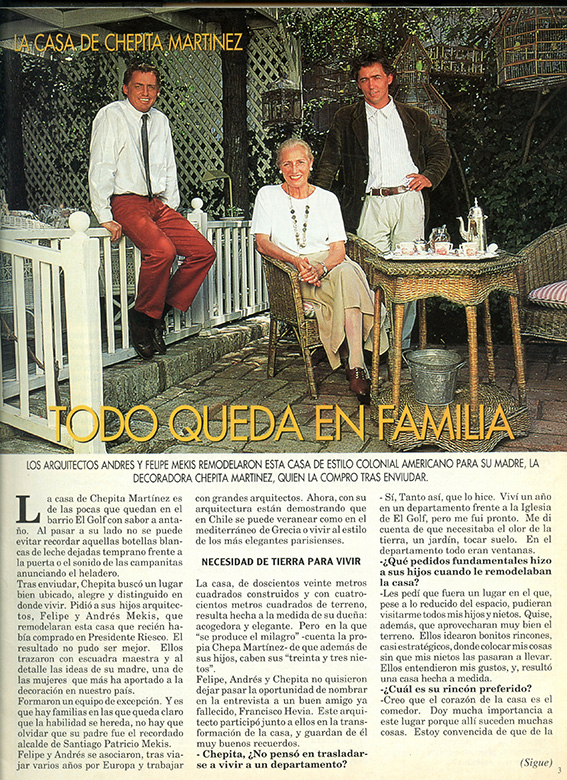 LA CASA DE CHEPITA MARTINEZ
TODO QUEDA EN FAMILIA
LOS ARQUITECTOS ANDRES Y FELIPE MEKIS REMODELARON ESTA CASA DE ESTILO COLONIAL AMERICANO PARA SU MADRE, LA
DECORADORA CHEPITA MARTINEZ, QUIEN LA COMPRO TRAS ENVIUDAR.
La casa de Chepita Martínez es
de las pocas que quedan en el
barrio El Golf con sabor a anta-
ño. Al pasar a su lado no se puede
evitar recordar aquellas botellas blan-
cas de leche dejadas temprano frente a
la puerta o el sonido de las campanitas
anunciando el heladero.
Tras enviudar, Chepita buscó un lugar
bien ubicado, alegre y distinguido en
donde vivir. Pidió a sus hijos arquitec-
tos, Felipe y Andrés Mekis, que
remodelaran esta casa que recién ha-
bía comprado en Presidente Riesco. El
resultado no pudo ser mejor. Ellos
trazaron con escuadra maestra y al
detalle las ideas de su madre, una de
las mujeres que más ha aportado a la
decoración en nuestro país.
Formaron un equipo de excepción. Y es
que hay familias en las que queda claro
que la habilidad se hereda, no hay que
olvidar que su padre fue el recordado
alcalde de Santiago Patricio Mekis.
Felipe y Andrés se asociaron, tras via-
jar varios años por Europa y trabajar
con grandes arquitectos. Ahora, con su
arquitectura están demostrando que
en Chile se puede veranear como en el
mediterráneo de Grecia o vivir al estilo
de los más elegantes parisienses.
NECESIDAD DE TIERRA PARA VIVIR
La casa, de doscientos veinte metros
cuadrados construidos y con cuatro-
cientos metros cuadrados de terreno,
resulta hecha a la medida de su dueña:
acogedora y elegante. Pero en la que
"se produce el milagro" -cuenta la pro-
pia Chepa Martínez- de que además de
sus hijos, caben sus "treinta y tres nie-
tos".
Felipe, Andrés y Chepita no quisieron
dejar pasar la oportunidad de nombrar
en la entrevista a un buen amigo ya
fallecido, Francisco Hevia. Este arqui-
tecto participó junto a ellos en la trans-
formación de la casa, y guardan de él
muy buenos recuerdos.
- Chepita, ¿No pensó en trasladar-
se a vivir a un departamento?
- Sí, Tanto así, que lo hice. Viví un año
en un departamento frente a la Iglesia
de El Golf, pero me fui pronto. Me di
cuenta de que necesitaba el olor de la
tierra, un jardín, tocar suelo. En el
departamento todo eran ventanas.
-¿Qué pedidos fundamentales hizo
a sus hijos cuando le remodelaban
la casa?
-Les pedí que fuera un lugar en el que,
pese a lo reducido del espacio, pudieran
visitarme todos mis hijos y nietos. Quise,
además, que aprovecharan muy bien el
terreno. Ellos idearon bonitos rincones,
casi estratégicos, donde colocar mis cosas
sin que mis nietos las pasaran a llevar.
Ellos entendieron mis gustos, y, resultó
una casa hecha a medida.
-¿Cuál es su rincón preferido?
-Creo que el corazón de la casa es el
comedor. Doy mucha importancia a
este lugar porque allí suceden muchas
cosas. Estoy convencida de que de la
(Sigue)
3